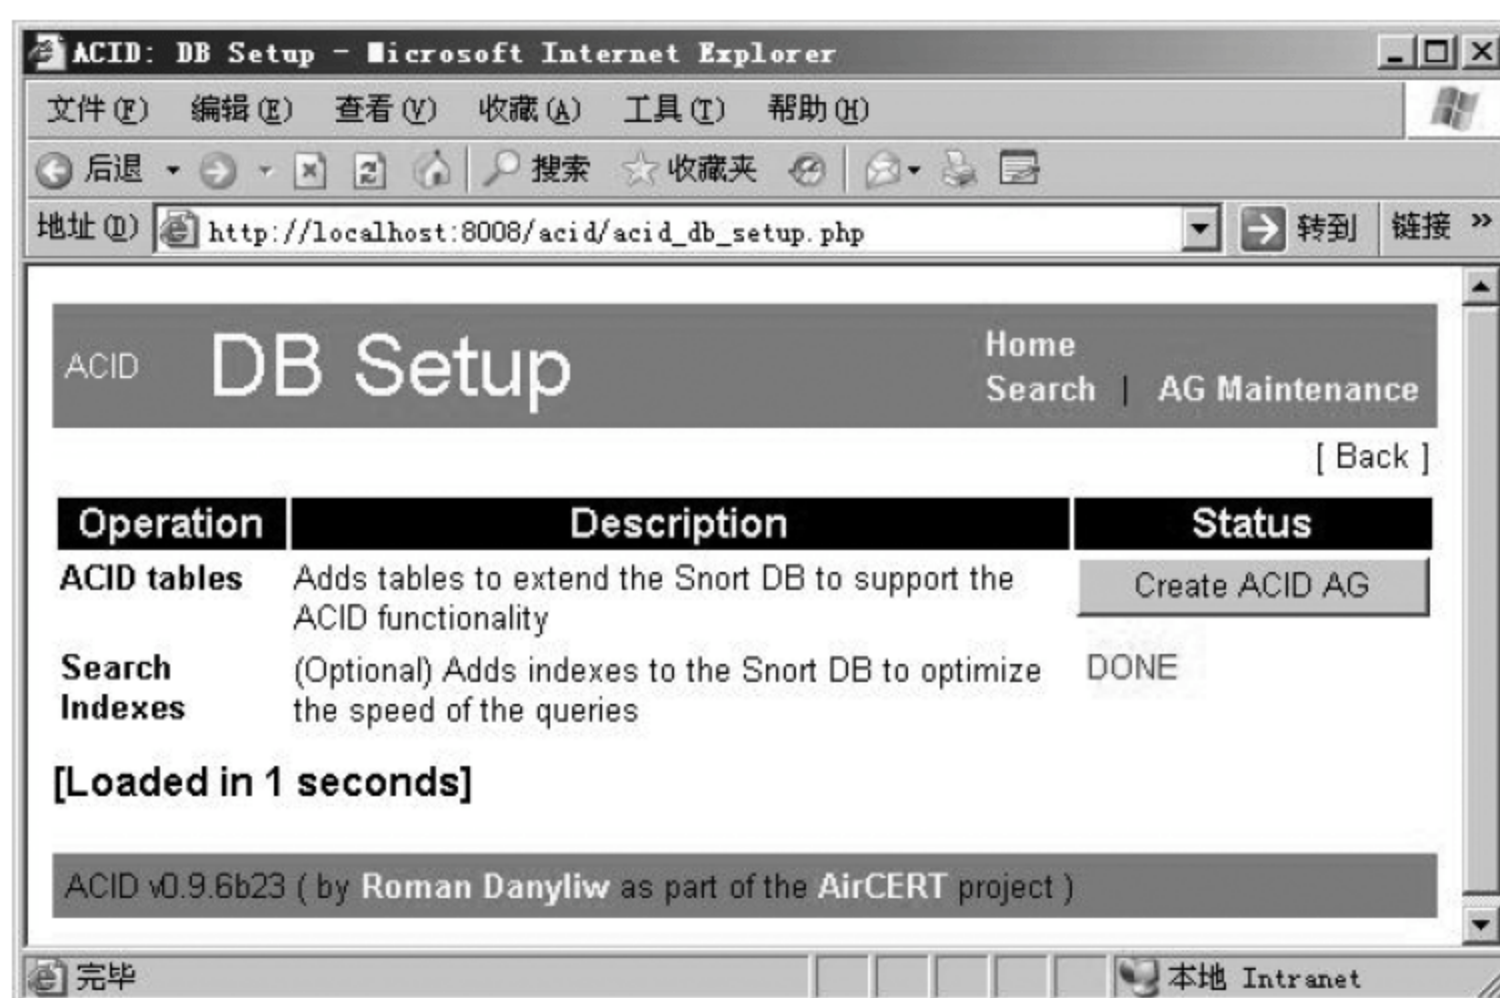 ACID: DB Setup - Microsoft Internet Explorer
文件(F) 编辑(E) 查看(V) 收藏(A) 工具(T) 帮助(H)
后退 搜索 收藏夹
地址(D) http://localhost:8008/acid/acid_db_setup.php 转到 链接 »
ACID DB Setup
Home
Search | AG Maintenance
[ Back ]
Operation Description Status
ACID tables Adds tables to extend the Snort DB to support the Create ACID AG
ACID functionality
Search (Optional) Adds indexes to the Snort DB to optimize DONE
Indexes the speed of the queries
[Loaded in 1 seconds]
ACID v0.9.6b23 ( by Roman Danyliw as part of the AirCERT project )
完毕 本地 Intranet